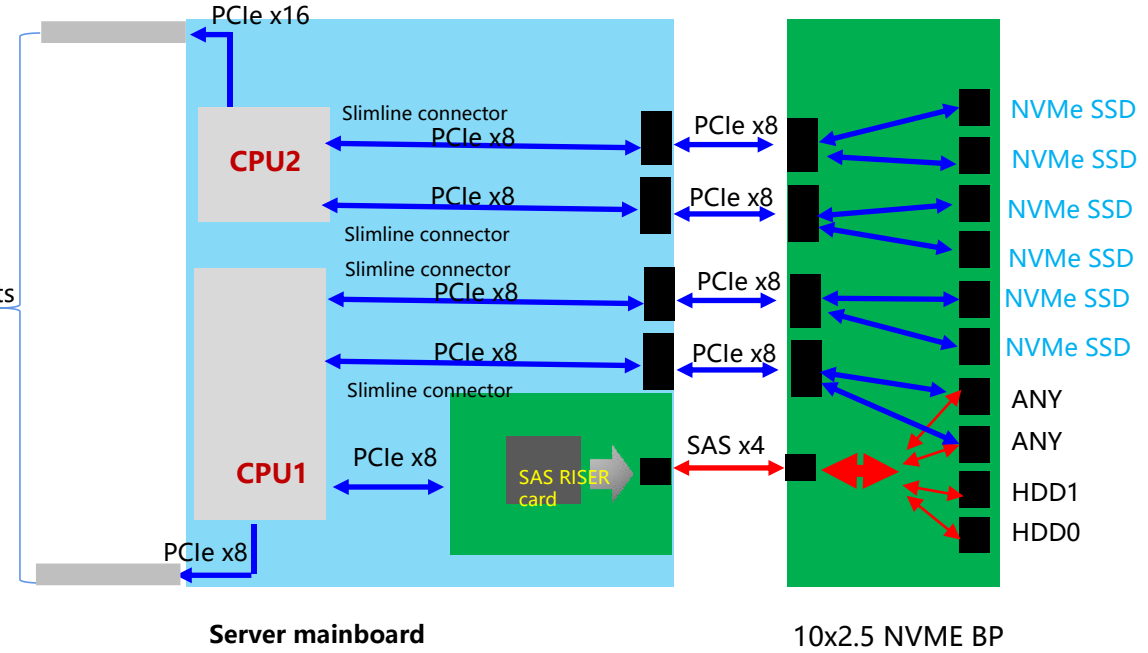 PCIe x16
Slimline connector
PCIe x8
PCIe x8
NVMe SSD
CPU2
NVMe SSD
PCIe x8
PCIe x8
NVMe SSD
Slimline connector
NVMe SSD
Slimline connector
PCIe x8
PCIe x8
NVMe SSD
ts
PCIe x8
PCIe x8
NVMe SSD
Slimline connector
ANY
ANY
PCIe x8
SAS x4
CPU1
SAS RISER
card
HDD1
HDD0
PCIe x8
Server mainboard
10x2.5 NVME BP